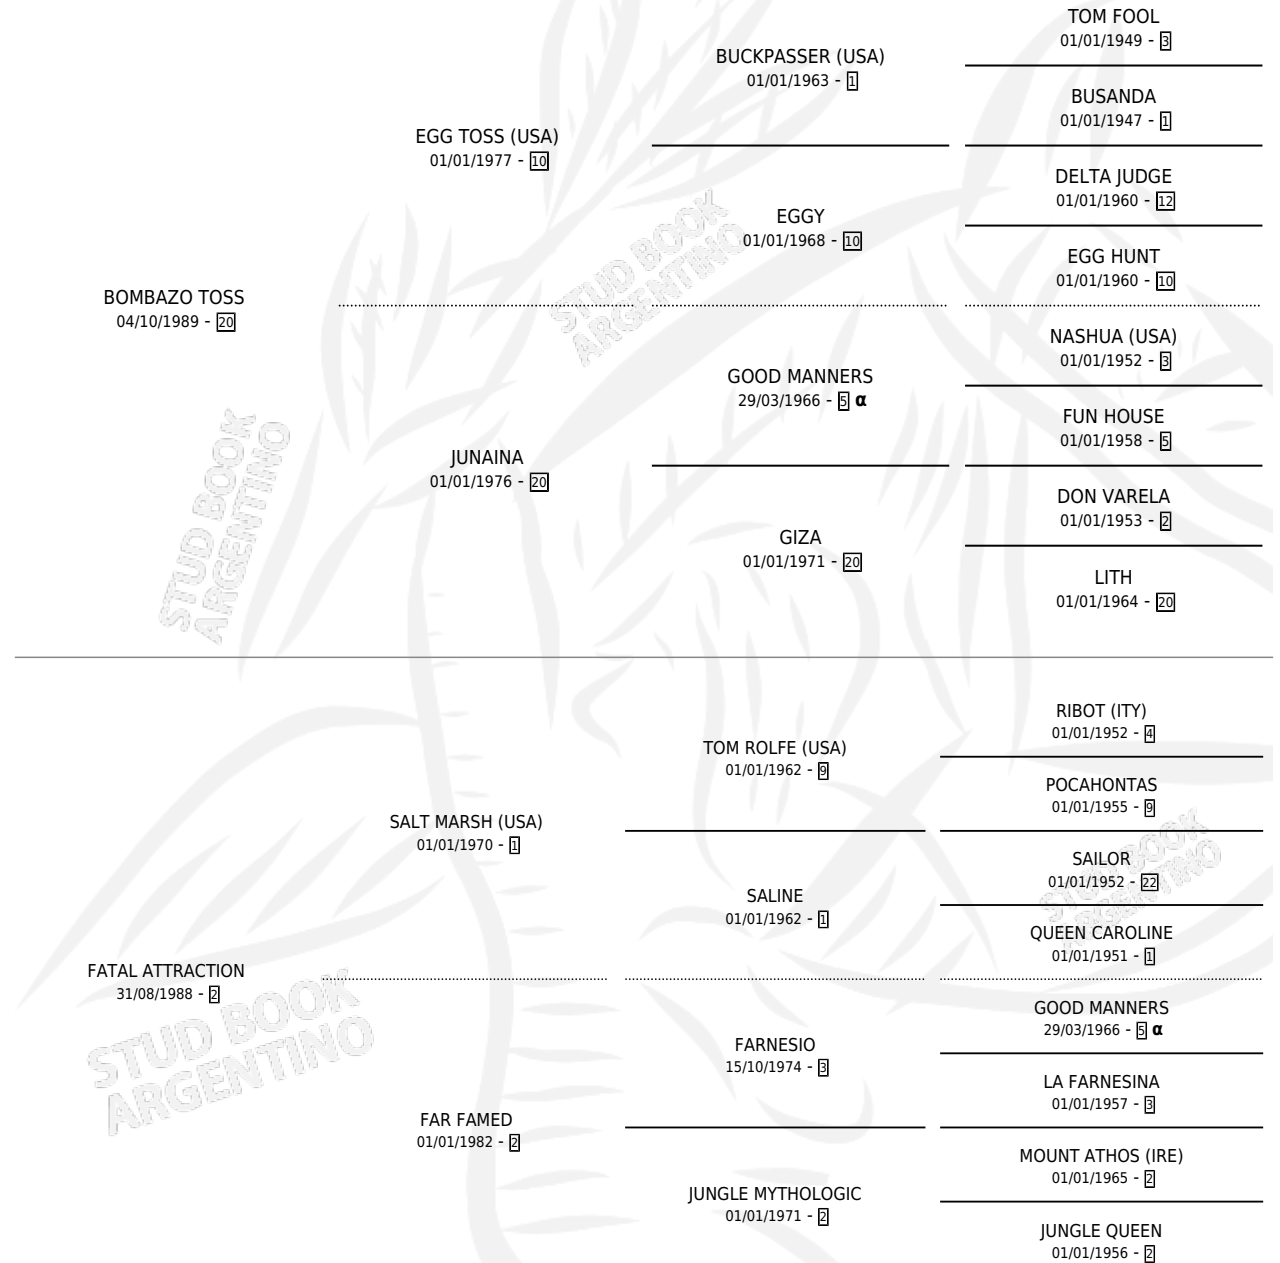 TOM FOOL
01/01/1949 - 3
BUCKPASSER (USA)
01/01/1963 - 1
BUSANDA
01/01/1947 - 1
EGG TOSS (USA)
01/01/1977 - 10
DELTA JUDGE
01/01/1960 - 12
EGGY
01/01/1968 - 10
EGG HUNT
01/01/1960 - 10
STUD BOOK
ARGENTINO
BOMBAZO TOSS
04/10/1989 - 20
NASHUA (USA)
01/01/1952 - 3
GOOD MANNERS
29/03/1966 - 5 α
FUN HOUSE
01/01/1958 - 5
JUNAINA
01/01/1976 - 20
DON VARELA
01/01/1953 - 2
GIZA
01/01/1971 - 20
LITH
01/01/1964 - 20
STUD BOOK
ARGENTINO
RIBOT (ITY)
01/01/1952 - 4
TOM ROLFE (USA)
01/01/1962 - 9
POCAHONTAS
01/01/1955 - 9
SALT MARSH (USA)
01/01/1970 - 1
SAILOR
01/01/1952 - 22
SALINE
01/01/1962 - 1
QUEEN CAROLINE
01/01/1951 - 1
STUD BOOK
ARGENTINO
FATAL ATTRACTION
31/08/1988 - 2
GOOD MANNERS
29/03/1966 - 5 α
FARNESIO
15/10/1974 - 3
LA FARNESINA
01/01/1957 - 3
STUD BOOK
ARGENTINO
FAR FAMED
01/01/1982 - 2
MOUNT ATHOS (IRE)
01/01/1965 - 2
JUNGLE MYTHOLOGIC
01/01/1971 - 2
JUNGLE QUEEN
01/01/1956 - 2